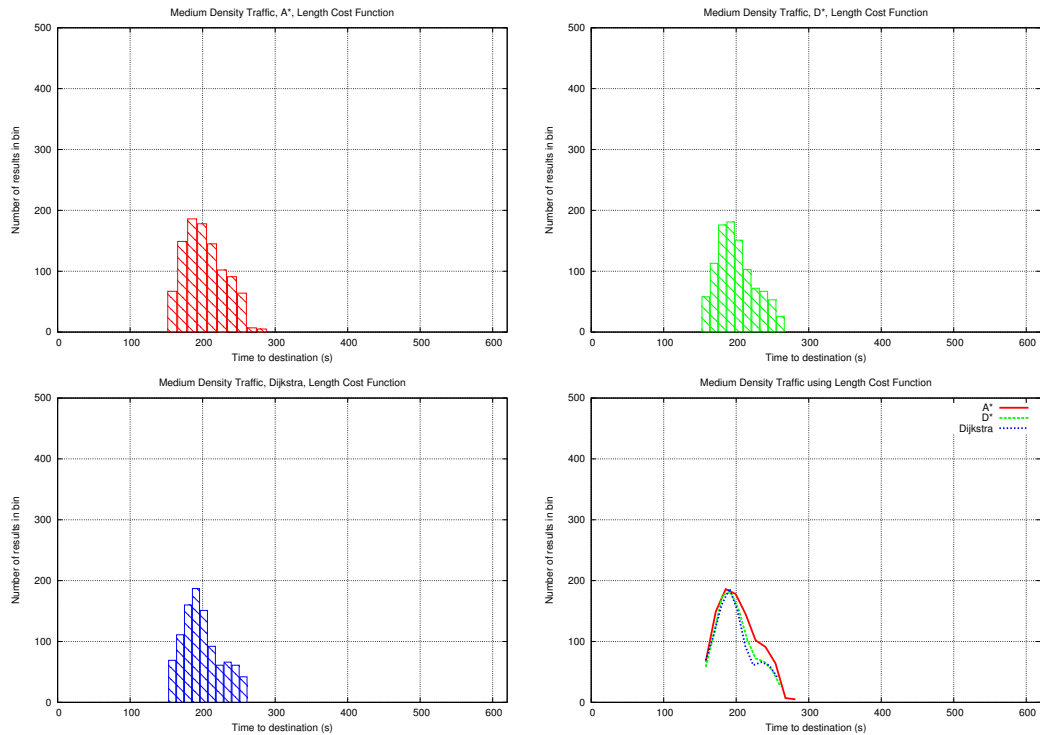 Medium Density Traffic, A*, Length Cost Function
500
400
300
200
100
0
Number of results in bin
0 100 200 300 400 500 600
Time to destination (s)
Medium Density Traffic, D*, Length Cost Function
500
400
300
200
100
0
Number of results in bin
0 100 200 300 400 500 600
Time to destination (s)
Medium Density Traffic, Dijkstra, Length Cost Function
500
400
300
200
100
0
Number of results in bin
0 100 200 300 400 500 600
Time to destination (s)
Medium Density Traffic using Length Cost Function
A*
D*
Dijkstra
500
400
300
200
100
0
Number of results in bin
0 100 200 300 400 500 600
Time to destination (s)